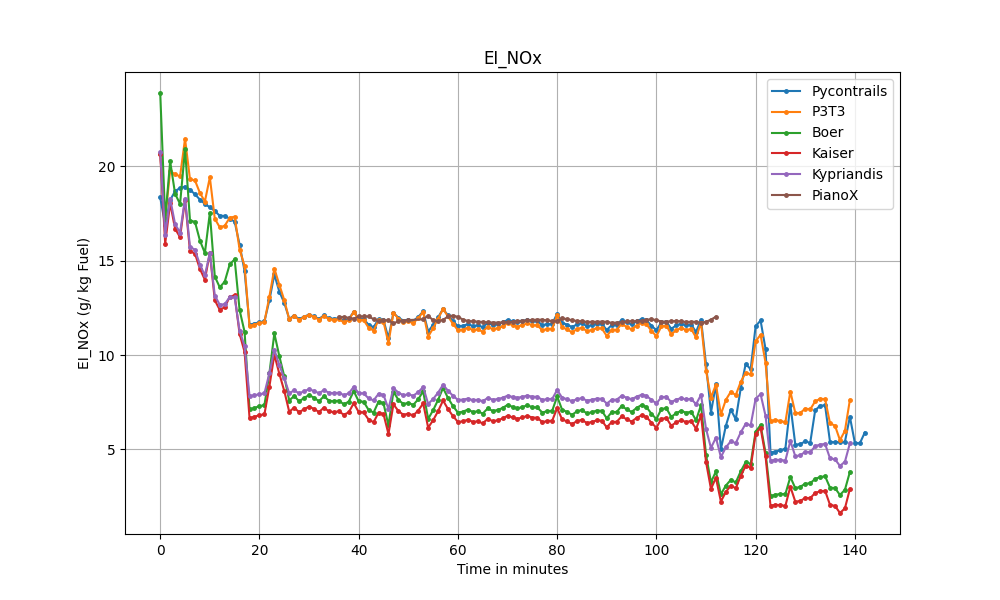 EI_NOx
Pycontrails
P3T3
Boer
Kaiser
Kypriandis
PianoX
EI_NOx (g/ kg Fuel)
20
15
10
5
0 20 40 60 80 100 120 140
Time in minutes